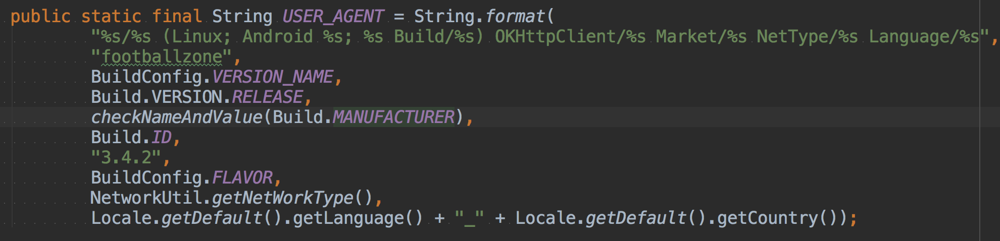 public static final String USER_AGENT = String.format(
"%s/%s (Linux; Android %s; %s Build/%s) OKHttpClient/%s Market/%s NetType/%s Language/%s",
"footballzone",
BuildConfig.VERSION_NAME,
Build.VERSION.RELEASE,
checkNameAndValue(Build.MANUFACTURER),
Build.ID,
"3.4.2",
BuildConfig.FLAVOR,
NetworkUtil.getNetWorkType(),
Locale.getDefault().getLanguage() + "_" + Locale.getDefault().getCountry());